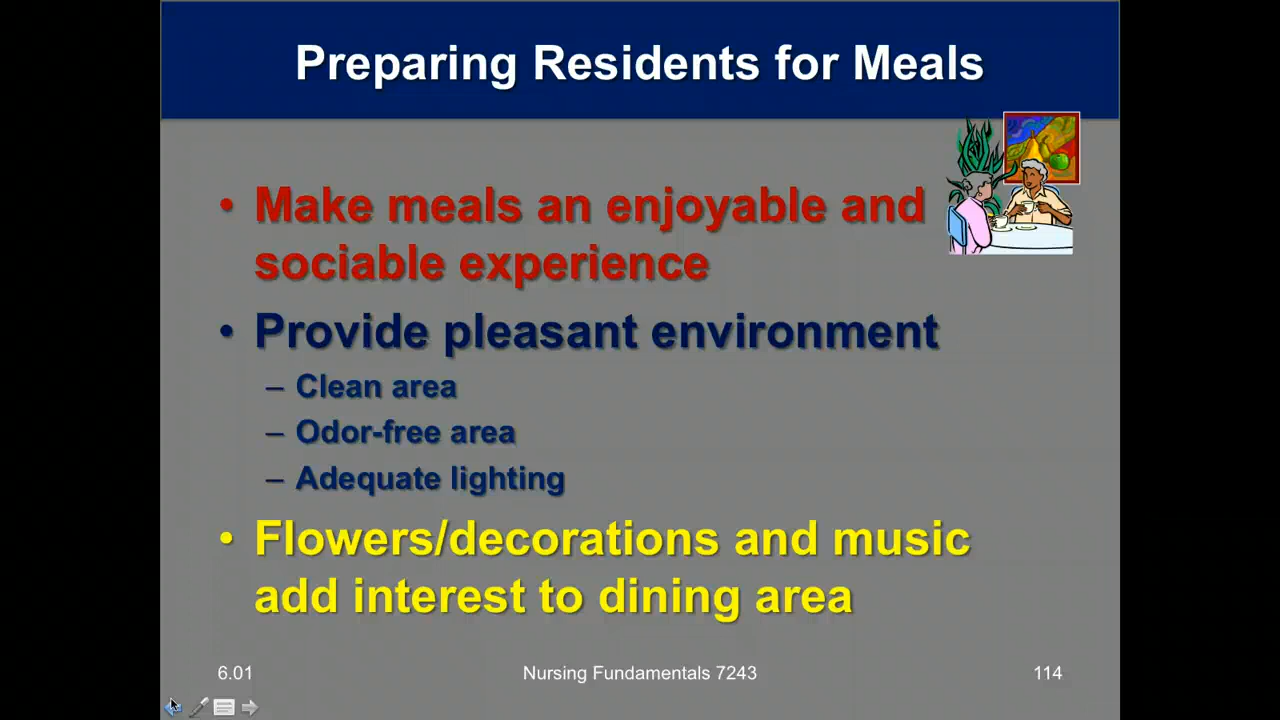 Preparing Residents for Meals
• Make meals an enjoyable and
sociable experience
• Provide pleasant environment
– Clean area
– Odor-free area
– Adequate lighting
• Flowers/decorations and music
add interest to dining area
6.01 Nursing Fundamentals 7243 114